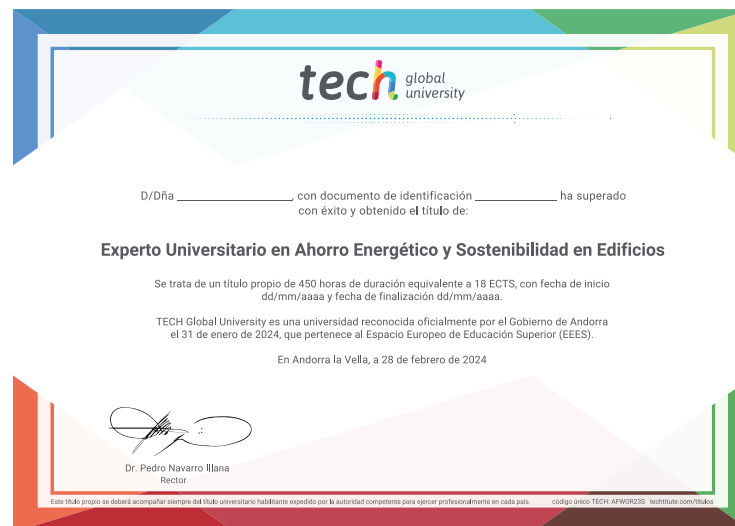 tech global university
D/Dña ____________, con documento de identificación ____________ ha superado
con éxito y obtenido el título de:
Experto Universitario en Ahorro Energético y Sostenibilidad en Edificios
Se trata de un título propio de 450 horas de duración equivalente a 18 ECTS, con fecha de inicio
dd/mm/aaaa y fecha de finalización dd/mm/aaaa.
TECH Global University es una universidad reconocida oficialmente por el Gobierno de Andorra
el 31 de enero de 2024, que pertenece al Espacio Europeo de Educación Superior (EEES).
En Andorra la Vella, a 28 de febrero de 2024
Dr. Pedro Navarro Illana
Rector
Este título propio se deberá acompañar siempre del título universitario habilitante expedido por la autoridad competente para ejercer profesionalmente en cada país. código único TECH: AFWOR23S techtitute.com/titulos